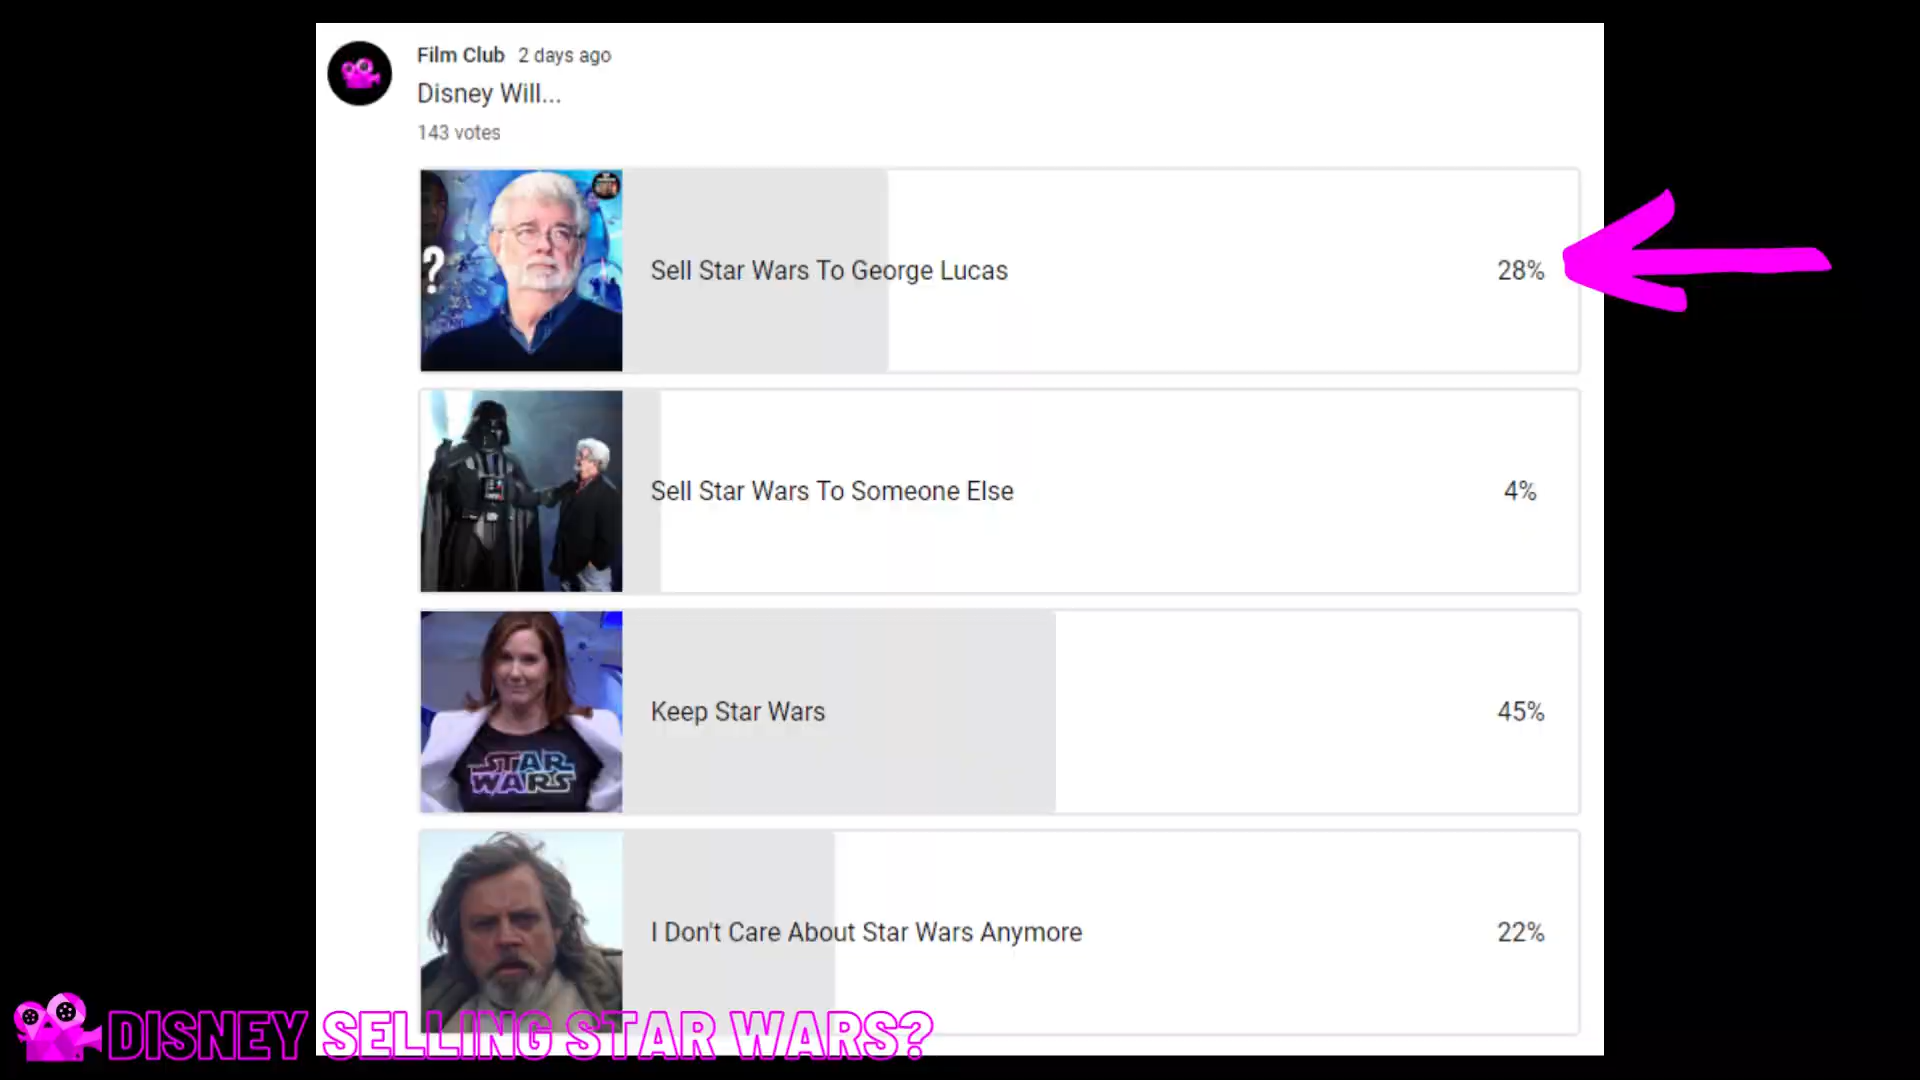 Film Club 2 days ago
Disney Will...
143 votes
?
Sell Star Wars To George Lucas 28%
Sell Star Wars To Someone Else 4%
Keep Star Wars 45%
STAR
WARS
I Don't Care About Star Wars Anymore 22%
DISNEY SELLING STAR WARS?